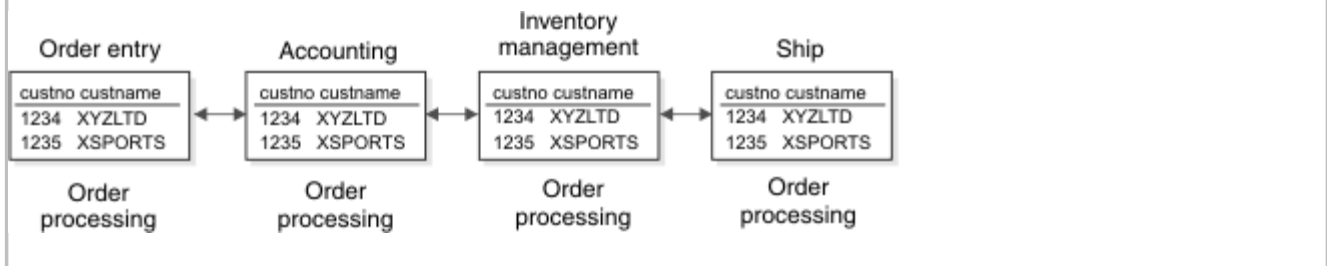 Order entry
custno custname
1234 XYZLTD
1235 XSPORTS
Order
processing
Accounting
custno custname
1234 XYZLTD
1235 XSPORTS
Order
processing
Inventory
management
custno custname
1234 XYZLTD
1235 XSPORTS
Order
processing
Ship
custno custname
1234 XYZLTD
1235 XSPORTS
Order
processing